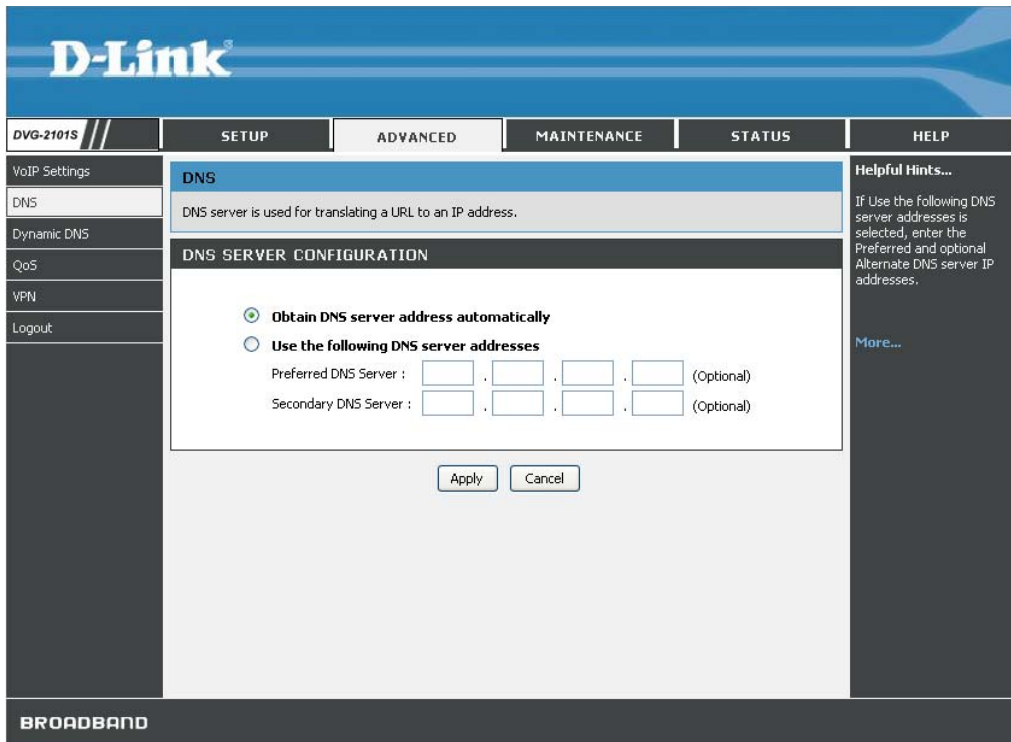 D-Link®
DVG-2101S
SETUP
ADVANCED
MAINTENANCE
STATUS
HELP
VoIP Settings
DNS
Dynamic DNS
QoS
VPN
Logout
DNS
DNS server is used for translating a URL to an IP address.
DNS SERVER CONFIGURATION
Obtain DNS server address automatically
Use the following DNS server addresses
Preferred DNS Server : . . . (Optional)
Secondary DNS Server : . . . (Optional)
Apply
Cancel
Helpful Hints...
If Use the following DNS
server addresses is
selected, enter the
Preferred and optional
Alternate DNS server IP
addresses.
More...
BROADBAND